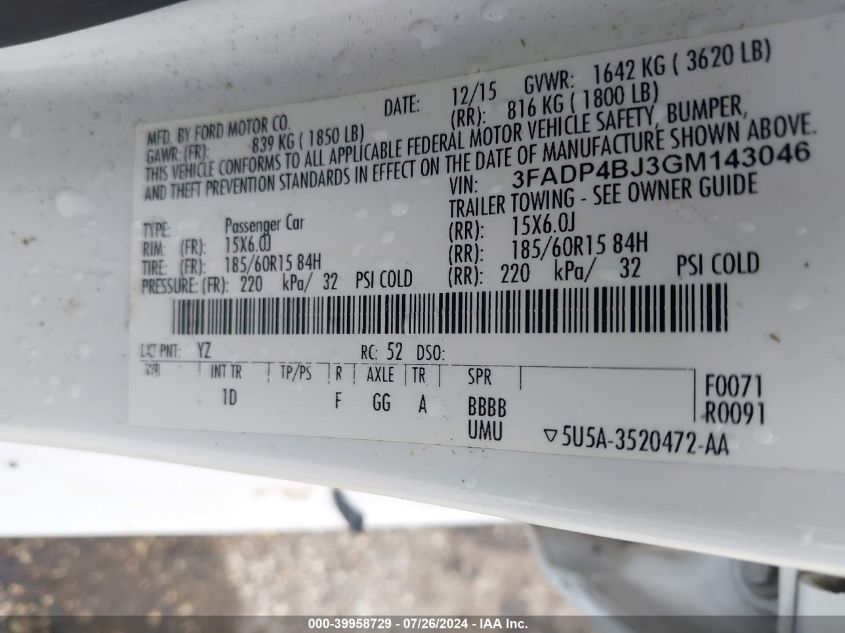 MFD. BY FORD MOTOR CO. DATE: 12/15 GVWR: 1642 KG ( 3620 LB)
GAWR: (FR): 839 KG ( 1850 LB) (RR): 816 KG ( 1800 LB)
THIS VEHICLE CONFORMS TO ALL APPLICABLE FEDERAL MOTOR VEHICLE SAFETY, BUMPER,
AND THEFT PREVENTION STANDARDS IN EFFECT ON THE DATE OF MANUFACTURE SHOWN ABOVE.
VIN: 3FADP4BJ3GM143046
TYPE: Passenger Car TRAILER TOWING - SEE OWNER GUIDE
RIM: (FR): 15X6.0J (RR): 15X6.0J
TIRE: (FR): 185/60R15 84H (RR): 185/60R15 84H
PRESSURE: (FR): 220 kPa/ 32 PSI COLD (RR): 220 kPa/ 32 PSI COLD
EXT PNT: YZ RC: 52 DSO:
WB INT TR TP/PS R AXLE TR SPR F0071
1D F GG A BBBB R0091
UMU ▽5U5A-3520472-AA
000-39958729 - 07/26/2024 - IAA Inc.